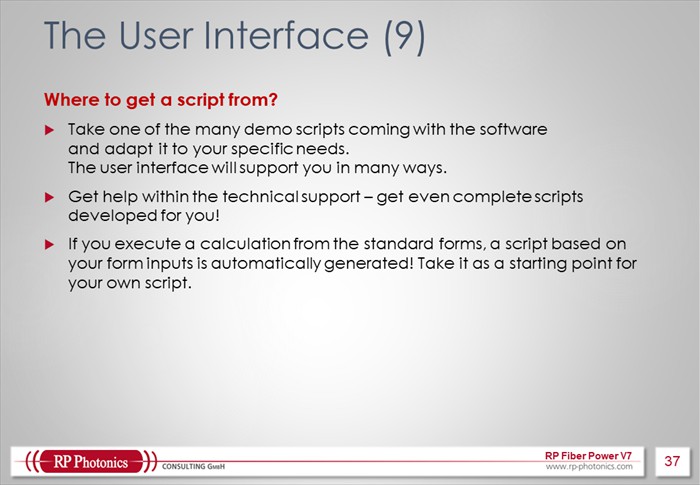 The User Interface (9)
Where to get a script from?
Take one of the many demo scripts coming with the software
and adapt it to your specific needs.
The user interface will support you in many ways.
Get help within the technical support – get even complete scripts
developed for you!
If you execute a calculation from the standard forms, a script based on
your form inputs is automatically generated! Take it as a starting point for
your own script.
RP Photonics CONSULTING GMBH
RP Fiber Power V7
www.rp-photonics.com
37